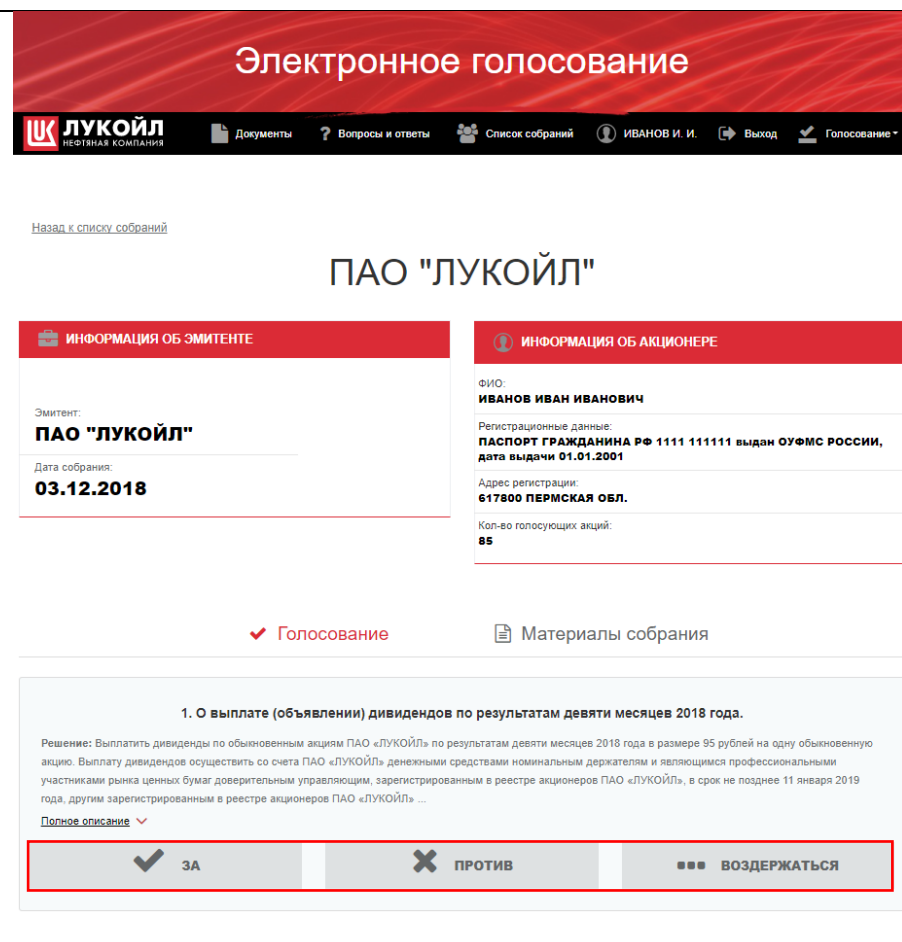 Электронное голосование
ЛУКОЙЛ
НЕФТЯНАЯ КОМПАНИЯ
Документы ? Вопросы и ответы Список собраний ИВАНОВ И. И. Выход Голосование
Назад к списку собраний
ПАО "ЛУКОЙЛ"
ИНФОРМАЦИЯ ОБ ЭМИТЕНТЕ
Эмитент:
ПАО "ЛУКОЙЛ"
Дата собрания:
03.12.2018
ИНФОРМАЦИЯ ОБ АКЦИОНЕРЕ
ФИО:
ИВАНОВ ИВАН ИВАНОВИЧ
Регистрационные данные:
ПАСПОРТ ГРАЖДАНИНА РФ 1111 111111 выдан ОУФМС РОССИИ,
дата выдачи 01.01.2001
Адрес регистрации:
617800 ПЕРМСКАЯ ОБЛ.
Кол-во голосующих акций:
85
Голосование Материалы собрания
1. О выплате (объявлении) дивидендов по результатам девяти месяцев 2018 года.
Решение: Выплатить дивиденды по обыкновенным акциям ПАО «ЛУКОЙЛ» по результатам девяти месяцев 2018 года в размере 95 рублей на одну обыкновенную
акцию. Выплату дивидендов осуществить со счета ПАО «ЛУКОЙЛ» денежными средствами номинальным держателям и являющимся профессиональными
участниками рынка ценных бумаг доверительным управляющим, зарегистрированным в реестре акционеров ПАО «ЛУКОЙЛ», в срок не позднее 11 января 2019
года, другим зарегистрированным в реестре акционеров ПАО «ЛУКОЙЛ» ...
Полное описание
ЗА ПРОТИВ ВОЗДЕРЖАТЬСЯ